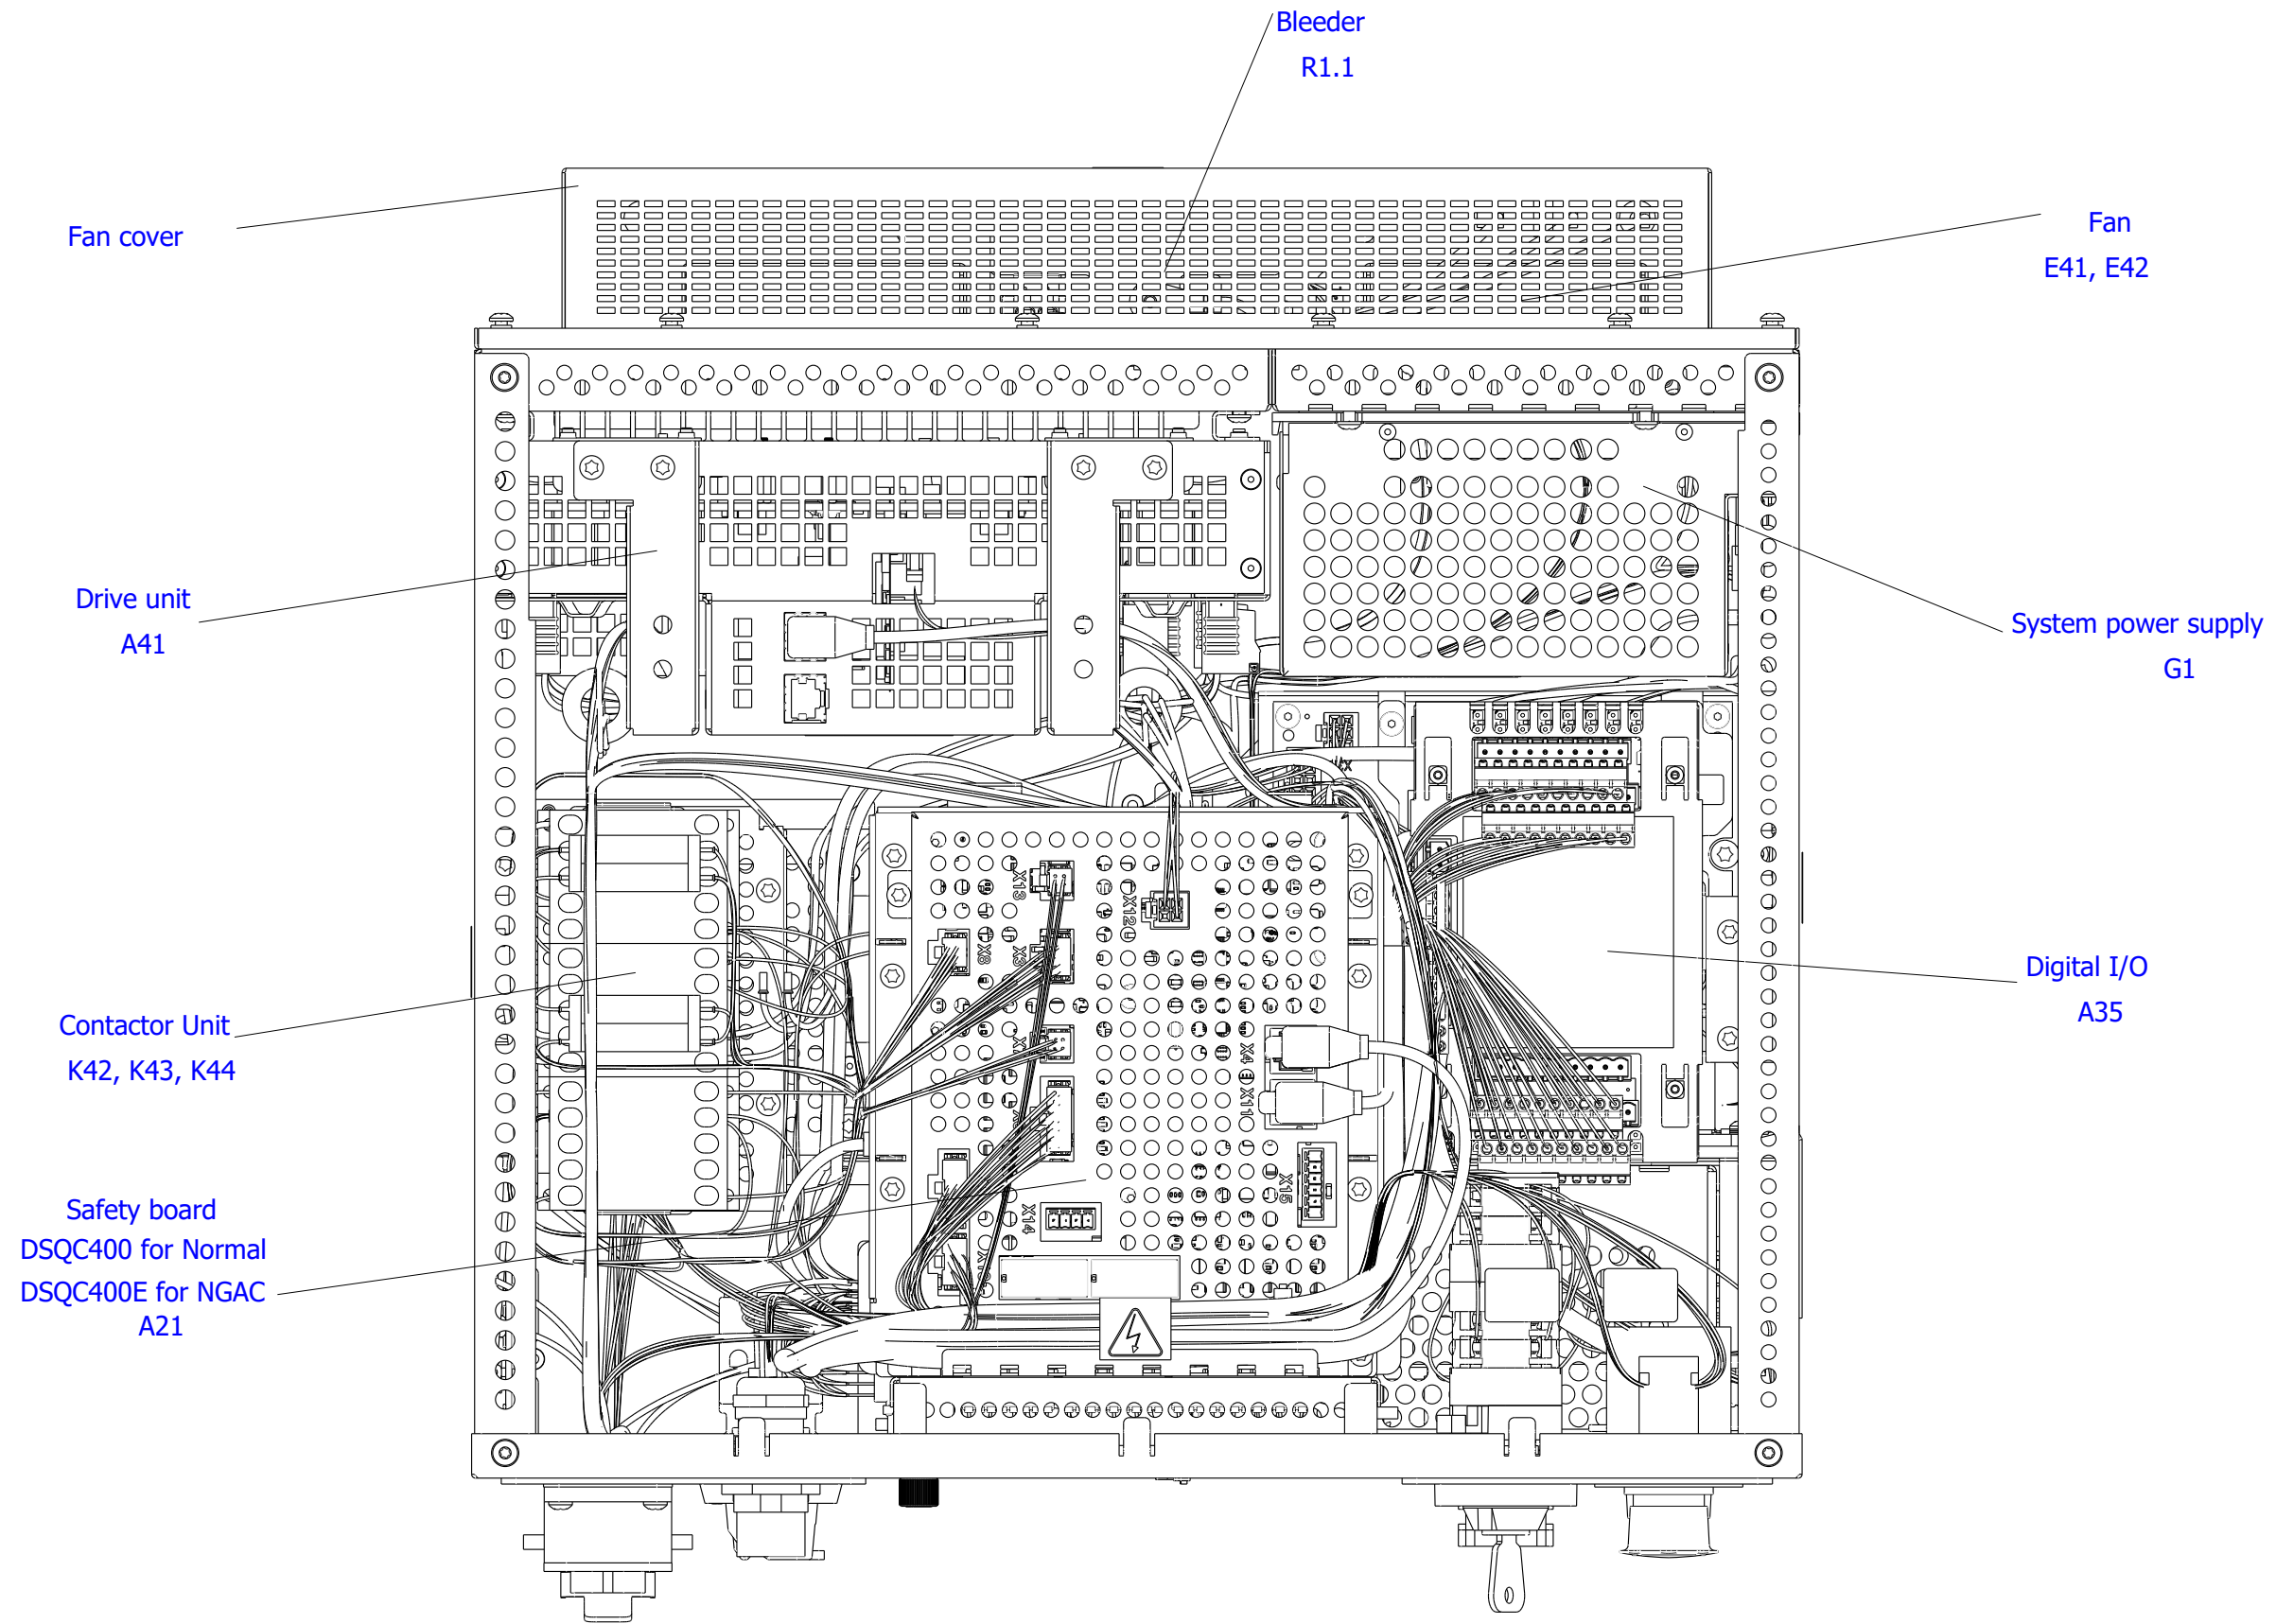 Bleeder
R1.1
Fan cover
Fan
E41, E42
Drive unit
A41
System power supply
G1
Digital I/O
A35
Contactor Unit
K42, K43, K44
Safety board
DSQC400 for Normal
DSQC400E for NGAC
A21
X13
X12
X8
X3
X4
X11
X15
X14